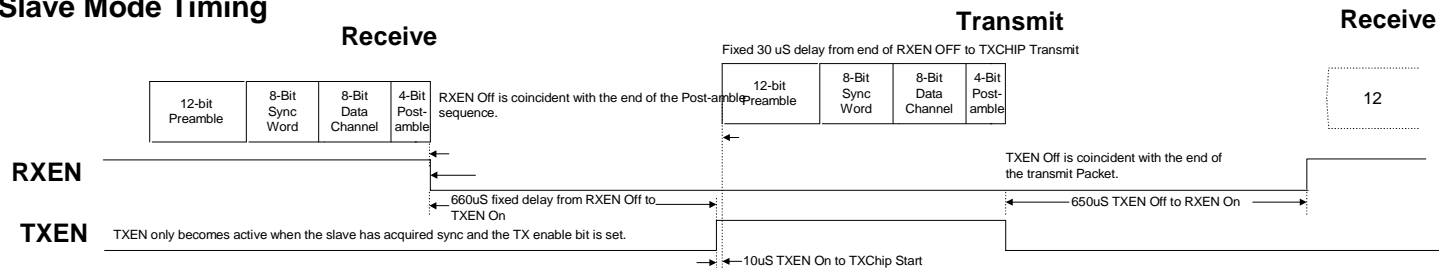 Slave Mode Timing
Receive
Transmit
Receive
Fixed 30 uS delay from end of RXEN OFF to TXCHIP Transmit
12-bit
Preamble
8-Bit
Sync
Word
8-Bit
Data
Channel
4-Bit
Post-
amble
RXEN Off is coincident with the end of the Post-amble
sequence.
12-bit
Preamble
8-Bit
Sync
Word
8-Bit
Data
Channel
4-Bit
Post-
amble
12
RXEN
TXEN Off is coincident with the end of
the transmit Packet.
660uS fixed delay from RXEN Off to
TXEN On
650uS TXEN Off to RXEN On
TXEN
TXEN only becomes active when the slave has acquired sync and the TX enable bit is set.
10uS TXEN On to TXChip Start